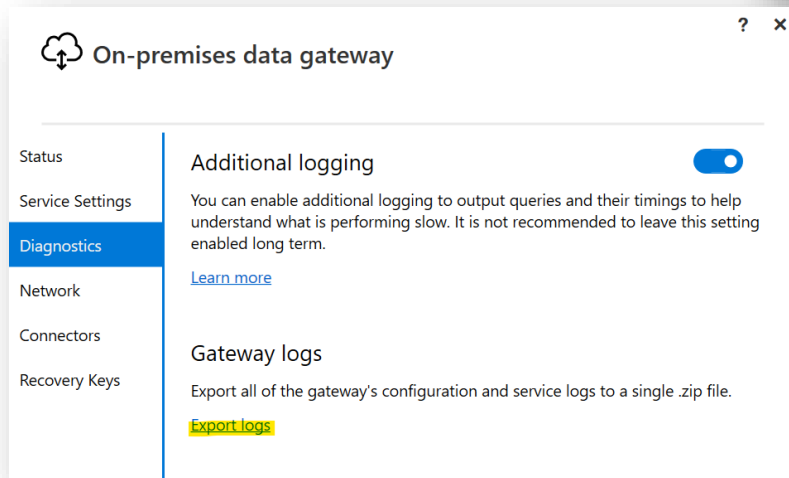 ? ×
On-premises data gateway
Status
Service Settings
Diagnostics
Network
Connectors
Recovery Keys
Additional logging
You can enable additional logging to output queries and their timings to help
understand what is performing slow. It is not recommended to leave this setting
enabled long term.
Learn more
Gateway logs
Export all of the gateway's configuration and service logs to a single .zip file.
Export logs